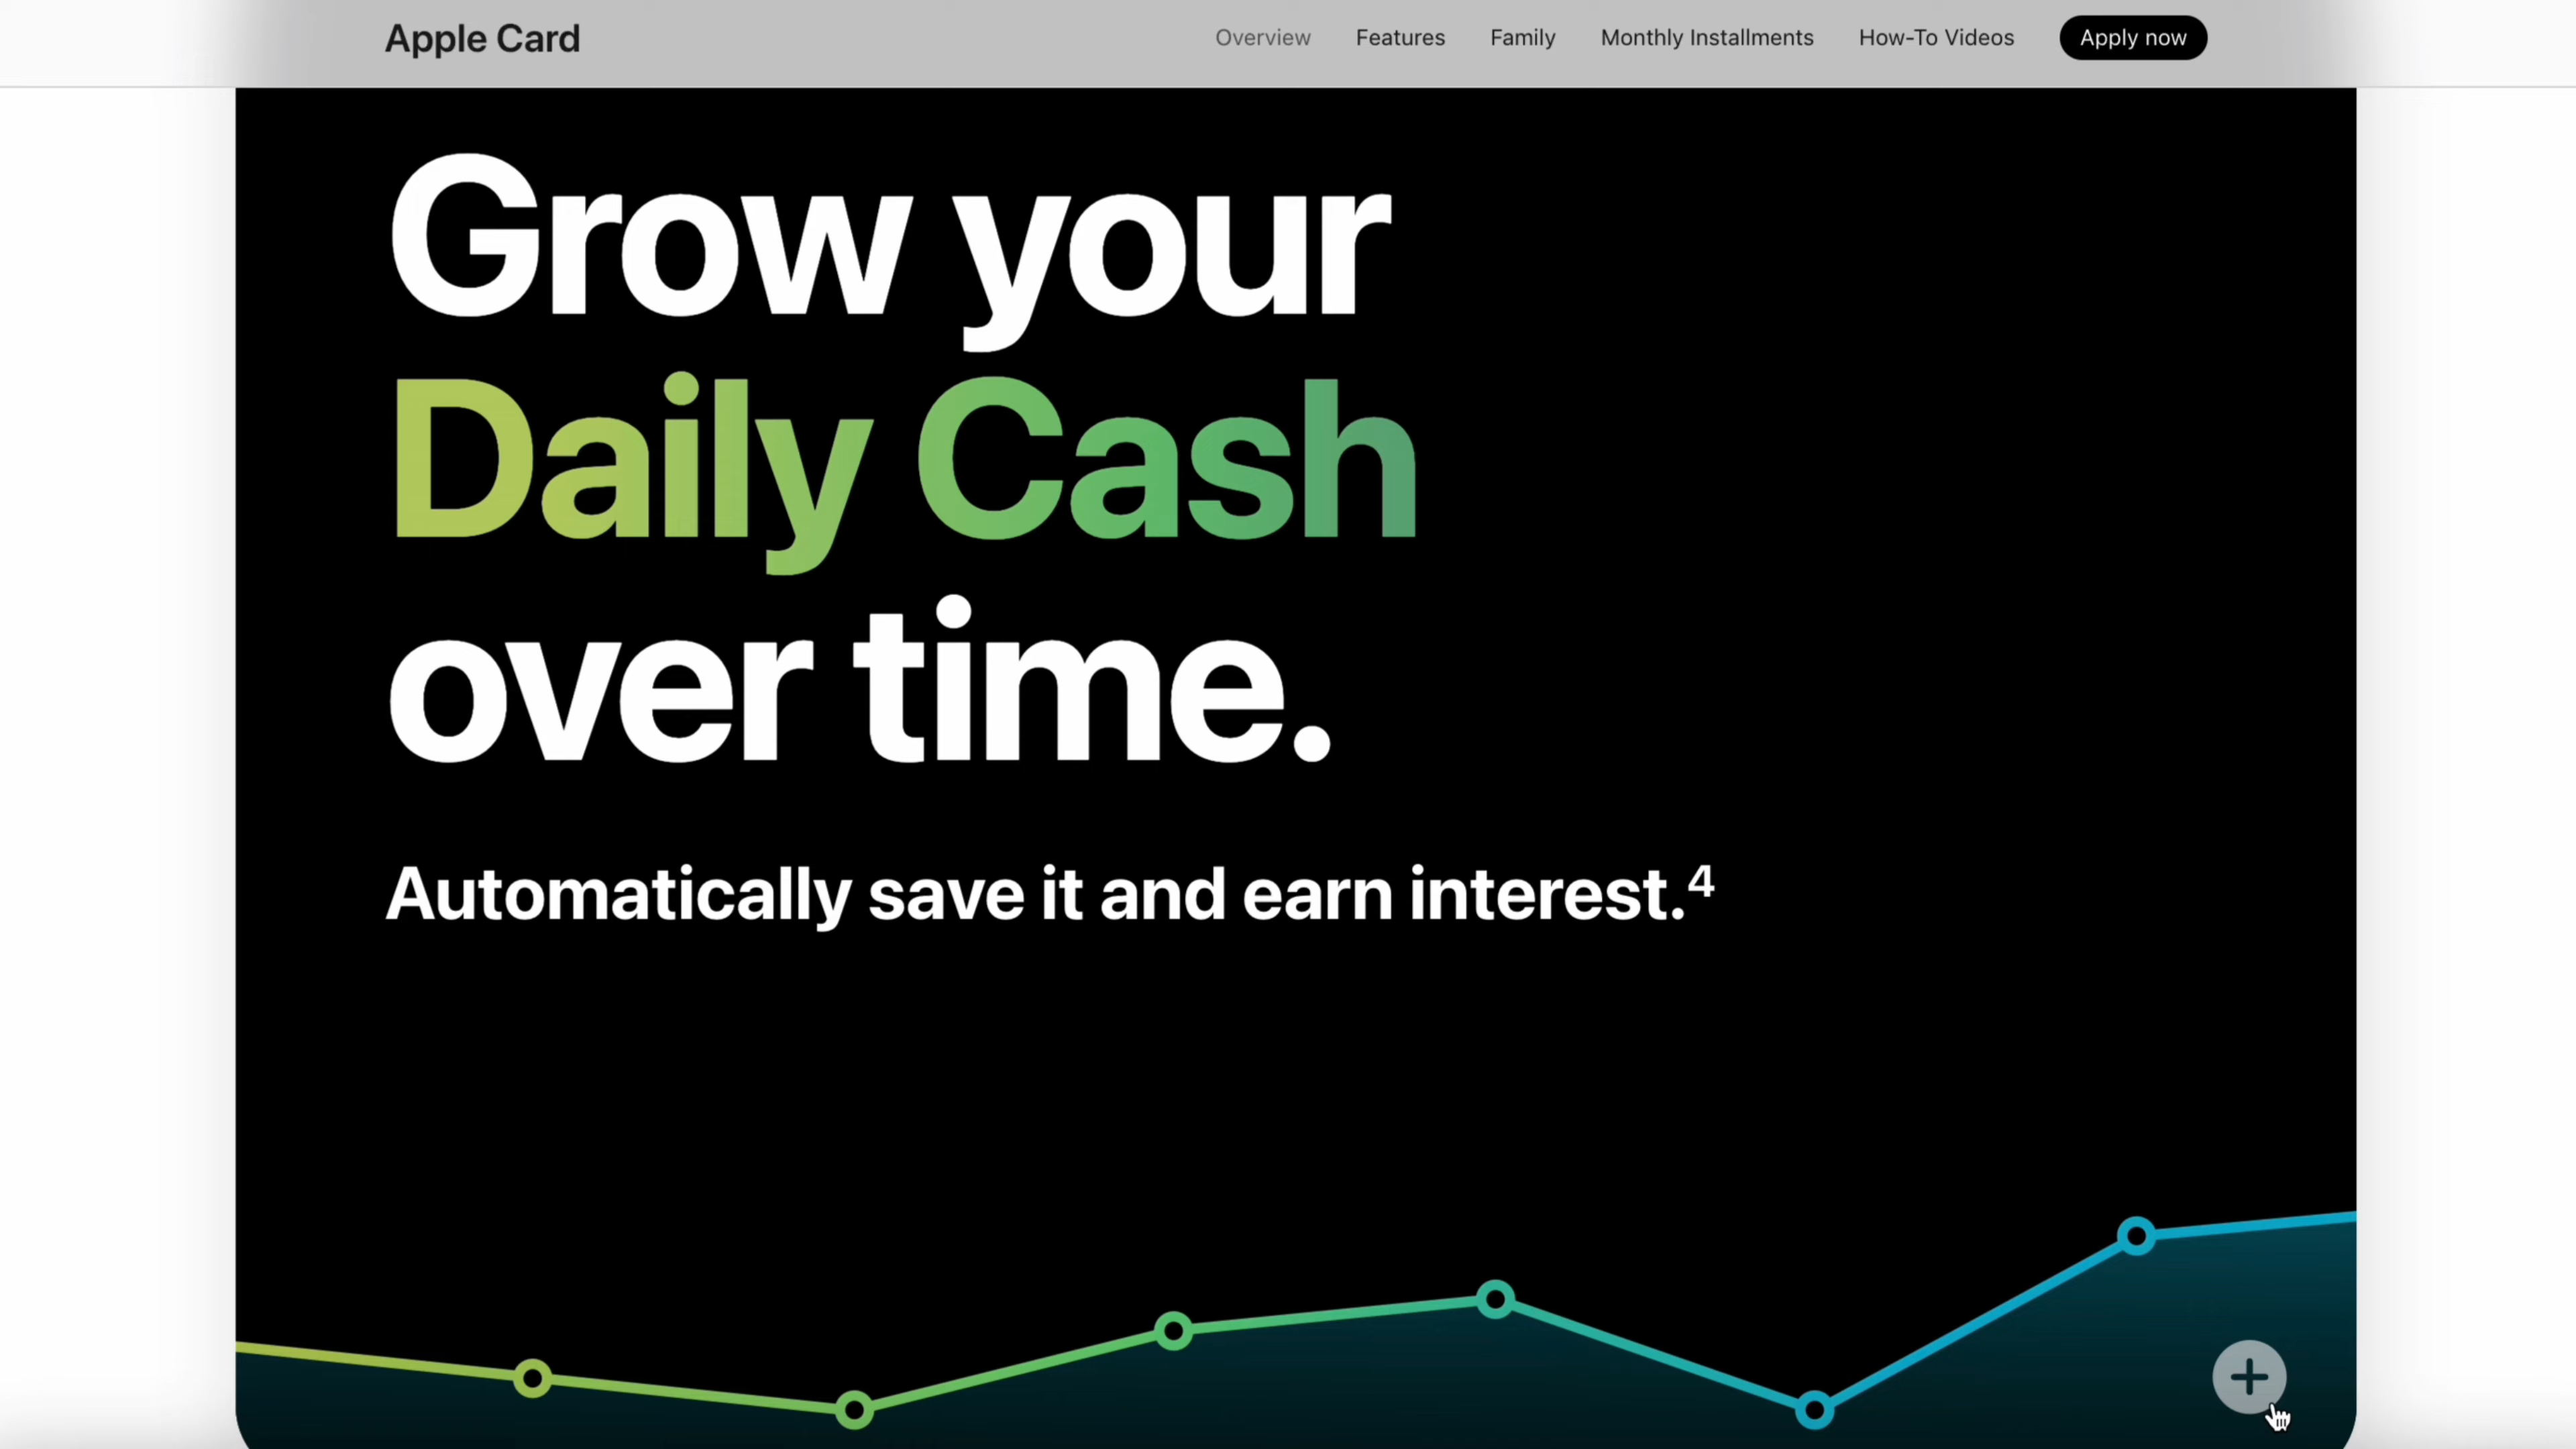 Apple Card
Overview
Features
Family
Monthly Installments
How-To Videos
Apply now
Grow your
Daily Cash
over time.
Automatically save it and earn interest.⁴